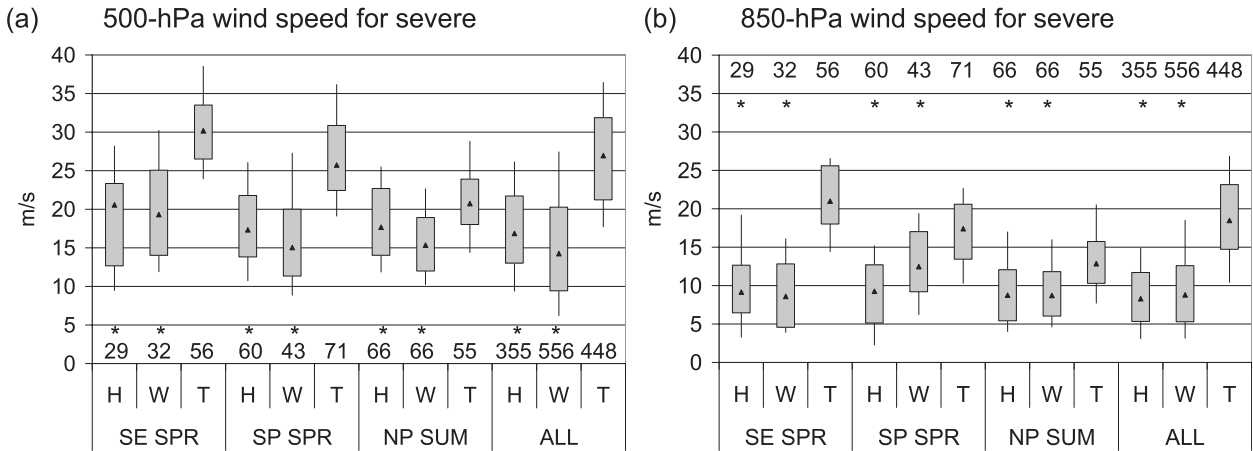 (a) 500-hPa wind speed for severe
40
35
30
25
20
15
10
5
0
m/s
* * * * * * * *
29 32 56 60 43 71 66 66 55 355 556 448
H W T H W T H W T H W T
SE SPR SP SPR NP SUM ALL
(b) 850-hPa wind speed for severe
40
35
30
25
20
15
10
5
0
m/s
29 32 56 60 43 71 66 66 55 355 556 448
* * * * * * * *
H W T H W T H W T H W T
SE SPR SP SPR NP SUM ALL